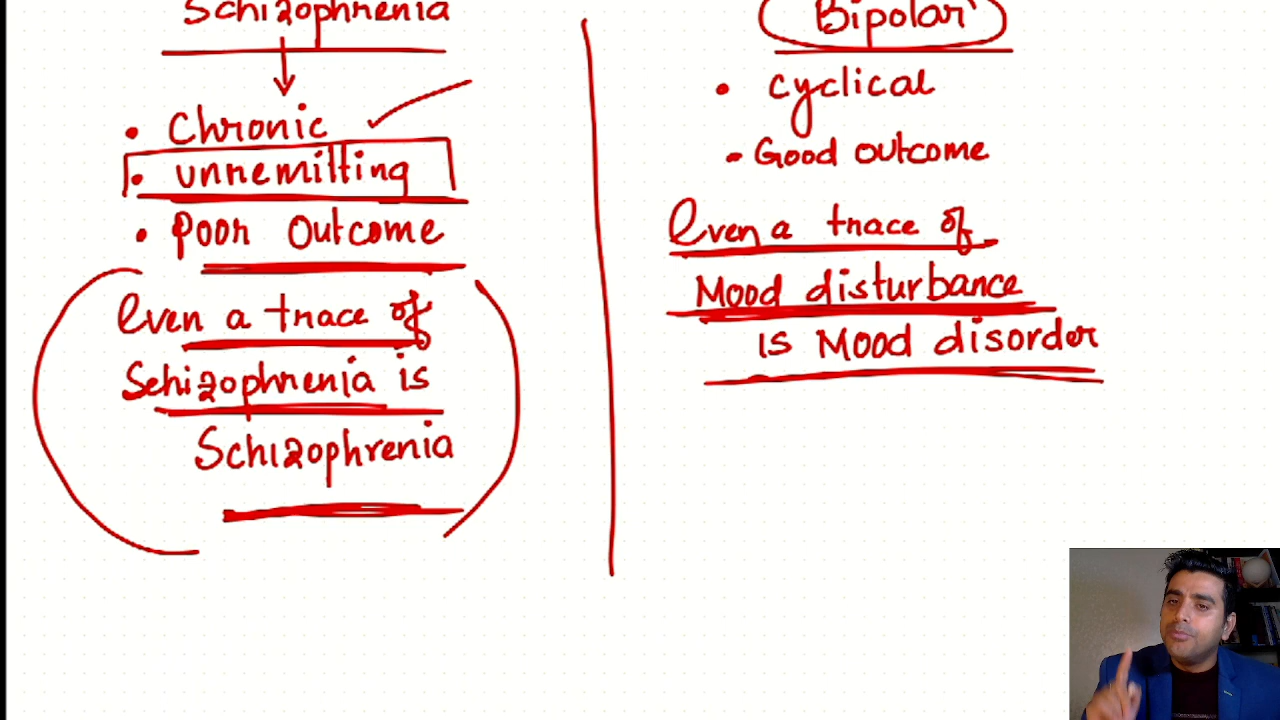 Schizophrenia
• Chronic
• unremitting
• Poor Outcome
Even a trace of
Schizophrenia is
Schizophrenia
Bipolar
• Cyclical
• Good outcome
Even a trace of
Mood disturbance
is Mood disorder